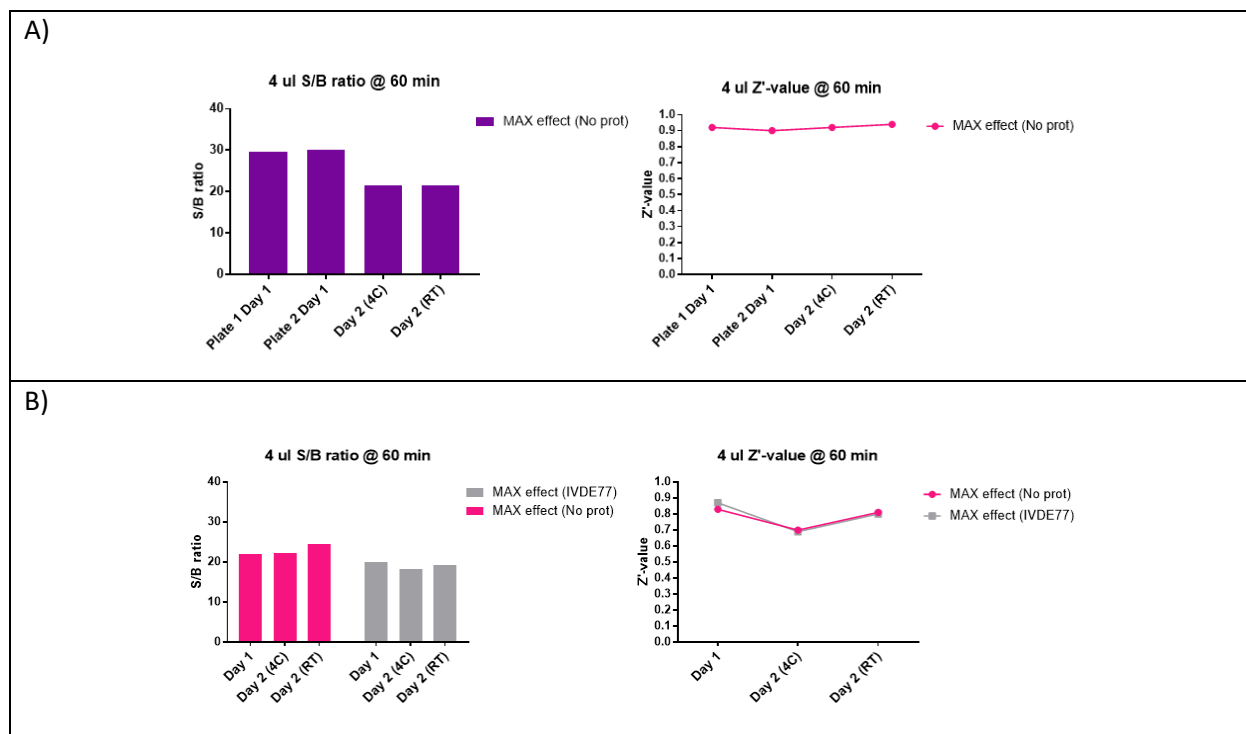 A)
4 ul S/B ratio @ 60 min
MAX effect (No prot)
S/B ratio
40
30
20
10
0
Plate 1 Day 1
Plate 2 Day 1
Day 2 (4C)
Day 2 (RT)
4 ul Z'-value @ 60 min
MAX effect (No prot)
Z'-value
1.0
0.9
0.8
0.7
0.6
0.5
0.4
0.3
0.2
0.1
0.0
Plate 1 Day 1
Plate 2 Day 1
Day 2 (4C)
Day 2 (RT)
B)
4 ul S/B ratio @ 60 min
MAX effect (IVDE77)
MAX effect (No prot)
S/B ratio
40
30
20
10
0
Day 1
Day 2 (4C)
Day 2 (RT)
Day 1
Day 2 (4C)
Day 2 (RT)
4 ul Z'-value @ 60 min
MAX effect (No prot)
MAX effect (IVDE77)
Z'-value
1.0
0.9
0.8
0.7
0.6
0.5
0.4
0.3
0.2
0.1
0.0
Day 1
Day 2 (4C)
Day 2 (RT)